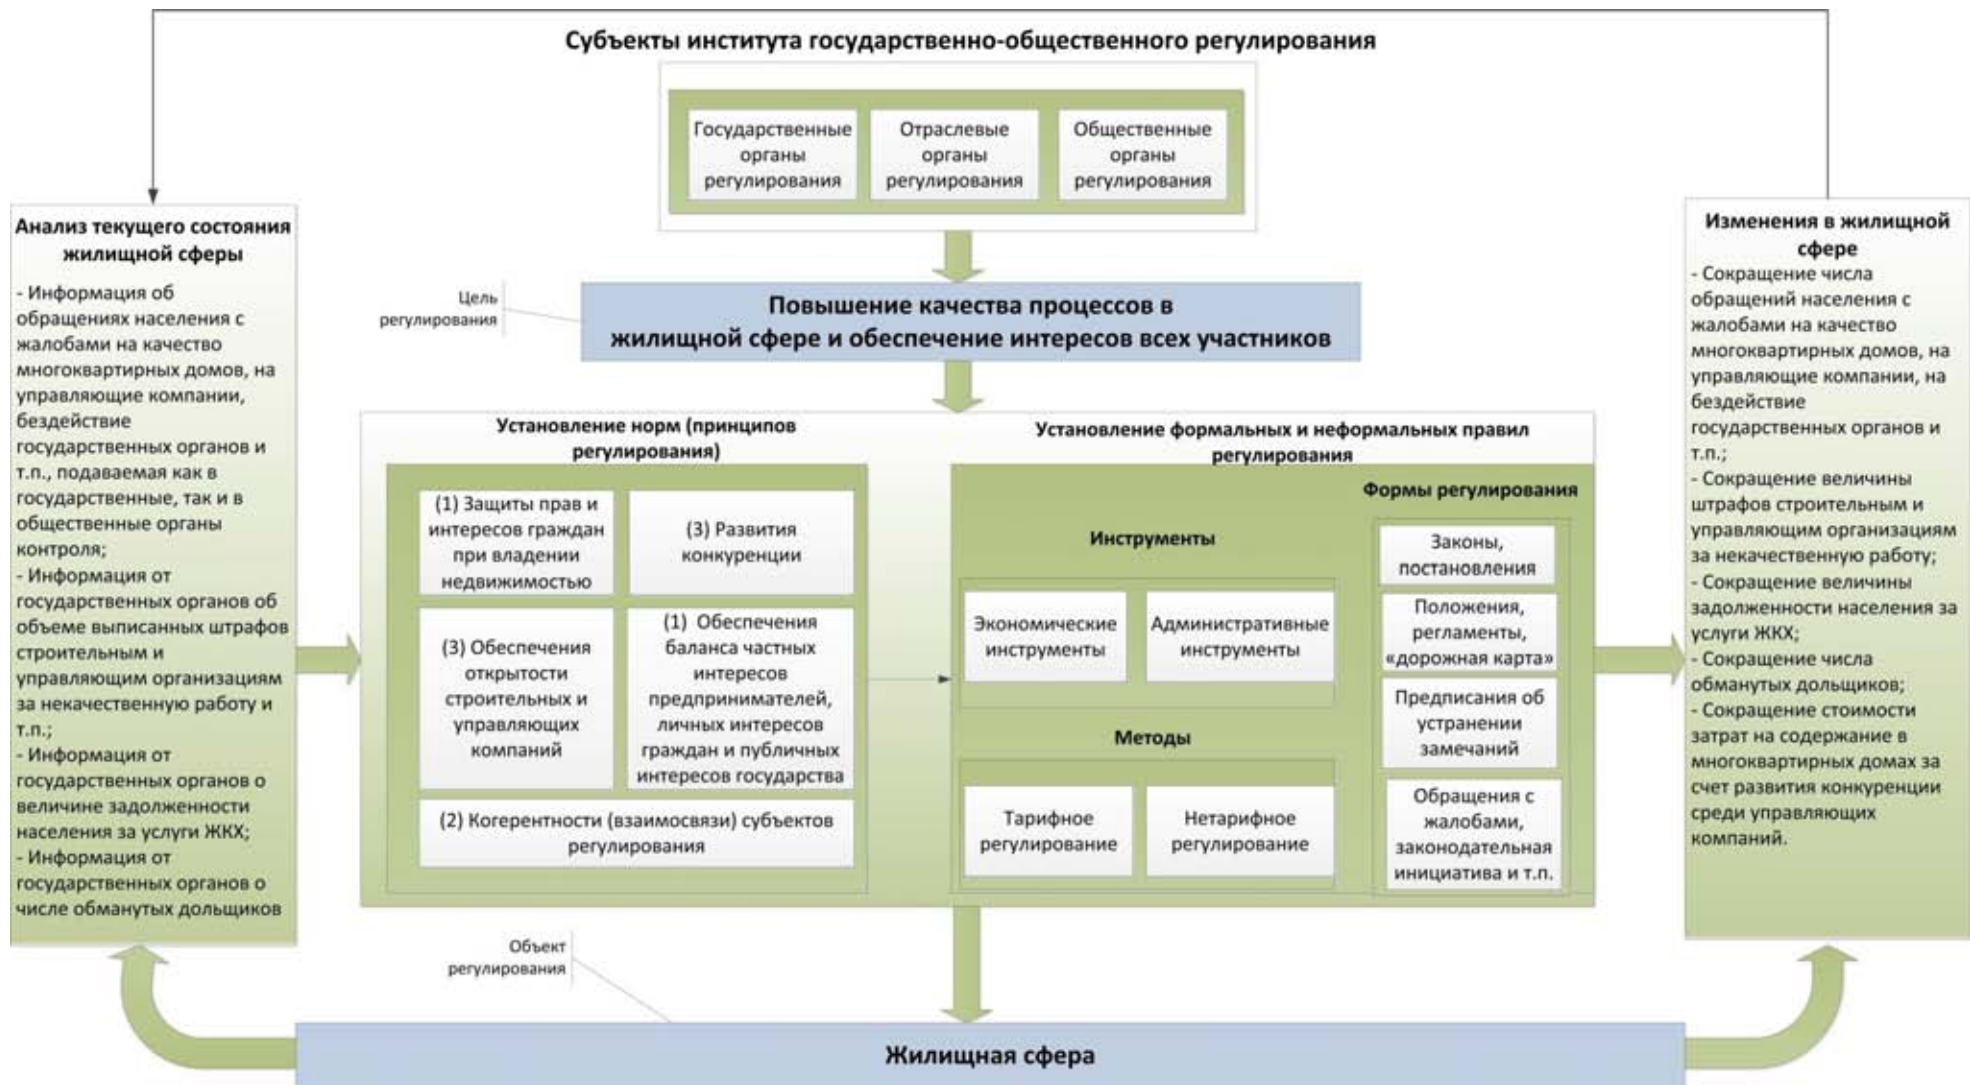 Субъекты института государственно-общественного регулирования
Государственные
органы
регулирования
Отраслевые
органы
регулирования
Общественные
органы
регулирования
Анализ текущего состояния
жилищной сферы
- Информация об
обращениях населения с
жалобами на качество
многоквартирных домов, на
управляющие компании,
бездействие
государственных органов и
т.п., подаваемая как в
государственные, так и в
общественные органы
контроля;
- Информация от
государственных органов об
объеме выписанных штрафов
строительным и
управляющим организациям
за некачественную работу и
т.п.;
- Информация от
государственных органов о
величине задолженности
населения за услуги ЖКХ;
- Информация от
государственных органов о
числе обманутых дольщиков
Цель
регулирования
Повышение качества процессов в
жилищной сфере и обеспечение интересов всех участников
Установление норм (принципов
регулирования)
(1) Защиты прав и
интересов граждан
при владении
недвижимостью
(3) Развития
конкуренции
(3) Обеспечения
открытости
строительных и
управляющих
компаний
(1) Обеспечения
баланса частных
интересов
предпринимателей,
личных интересов
граждан и публичных
интересов государства
(2) Когерентности (взаимосвязи) субъектов
регулирования
Установление формальных и неформальных правил
регулирования
Инструменты
Экономические
инструменты
Административные
инструменты
Методы
Тарифное
регулирование
Нетарифное
регулирование
Формы регулирования
Законы,
постановления
Положения,
регламенты,
«дорожная карта»
Предписания об
устранении
замечаний
Обращения с
жалобами,
законодательная
инициатива и т.п.
Изменения в жилищной
сфере
- Сокращение числа
обращений населения с
жалобами на качество
многоквартирных домов, на
управляющие компании, на
бездействие
государственных органов и
т.п.;
- Сокращение величины
штрафов строительным и
управляющим организациям
за некачественную работу;
- Сокращение величины
задолженности населения за
услуги ЖКХ;
- Сокращение числа
обманутых дольщиков;
- Сокращение стоимости
затрат на содержание в
многоквартирных домах за
счет развития конкуренции
среди управляющих
компаний.
Объект
регулирования
Жилищная сфера